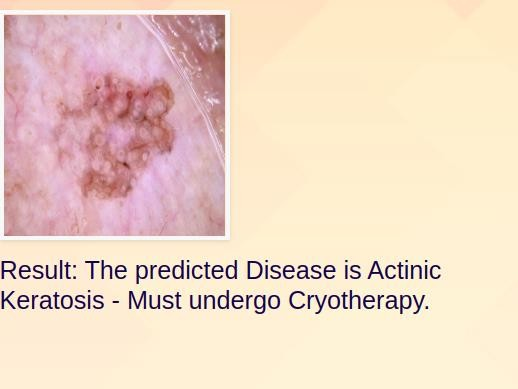 Result: The predicted Disease is Actinic
Keratosis - Must undergo Cryotherapy.